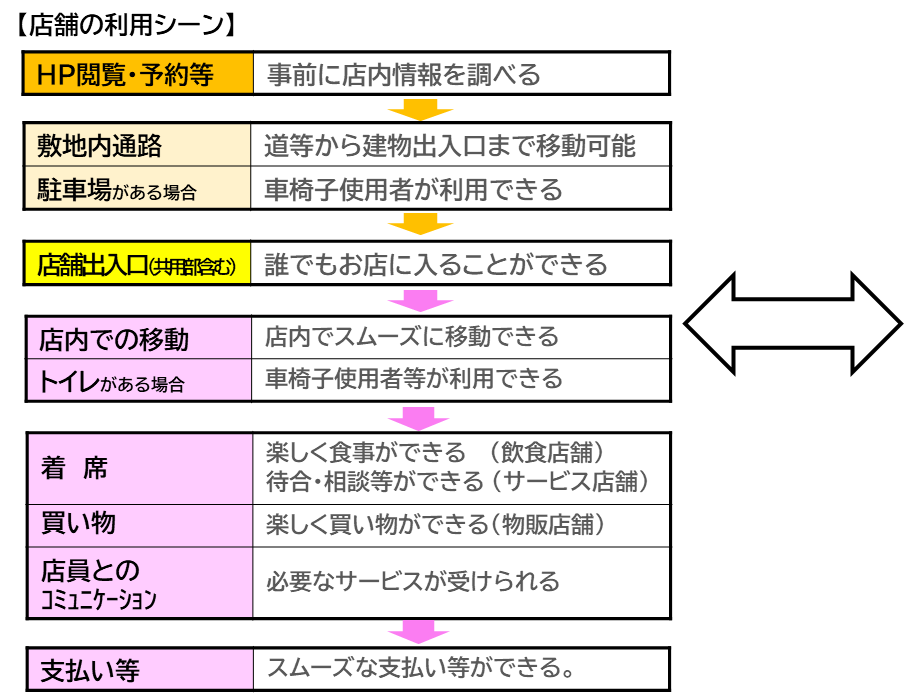 【店舗の利用シーン】
HP閲覧・予約等
事前に店内情報を調べる
敷地内通路
道等から建物出入口まで移動可能
駐車場がある場合
車椅子使用者が利用できる
店舗出入口(共用部含む)
誰でもお店に入ることができる
店内での移動
店内でスムーズに移動できる
トイレがある場合
車椅子使用者等が利用できる
着 席
楽しく食事ができる （飲食店舗）
待合・相談等ができる（サービス店舗）
買い物
楽しく買い物ができる（物販店舗）
店員との
ｺﾐｭﾆｹｰｼｮﾝ
必要なサービスが受けられる
支払い等
スムーズな支払い等ができる。